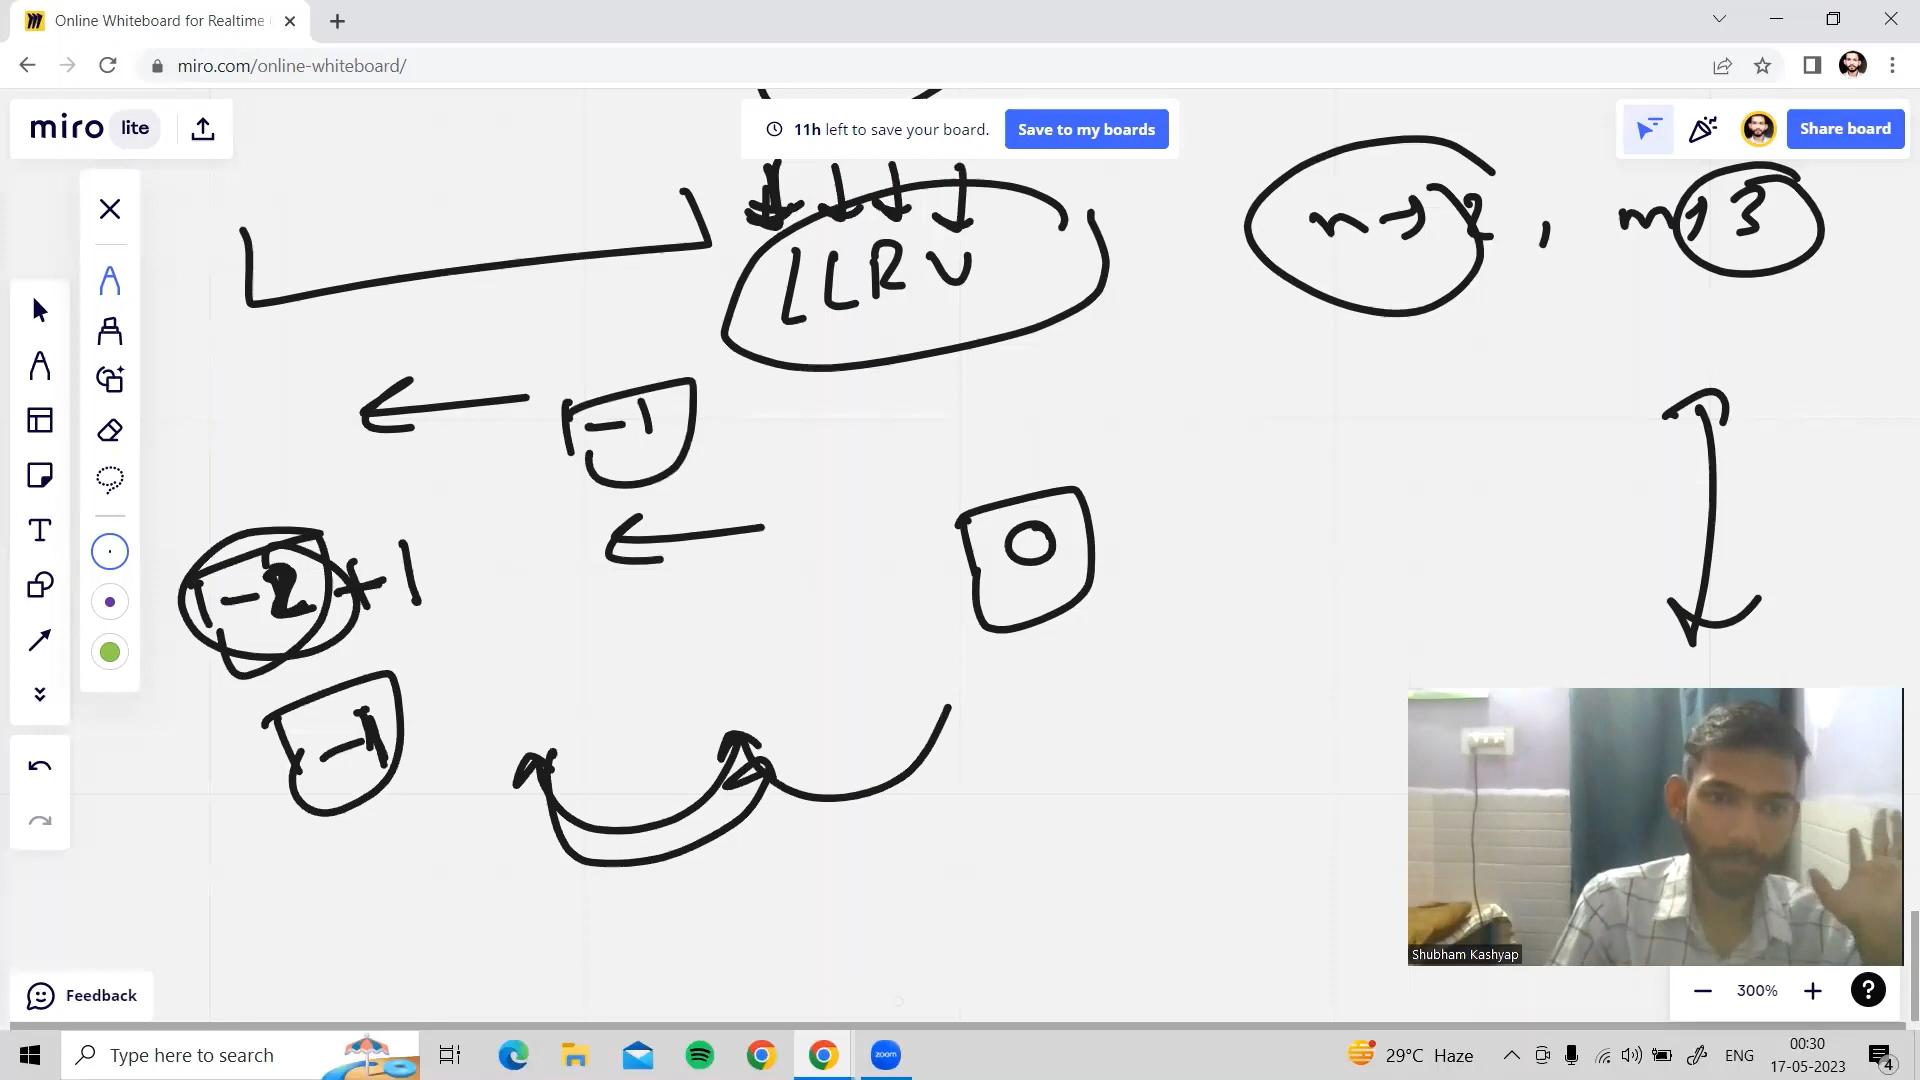 Online Whiteboard for Realtime
miro.com/online-whiteboard/
miro lite
11h left to save your board. Save to my boards
Share board
n → 2 , m → 3
LLRV
-1
0
-2 + 1
-1
T
Shubham Kashyap
Feedback
300%
Type here to search
zoom
29°C Haze
ENG
00:30
17-05-2023
4